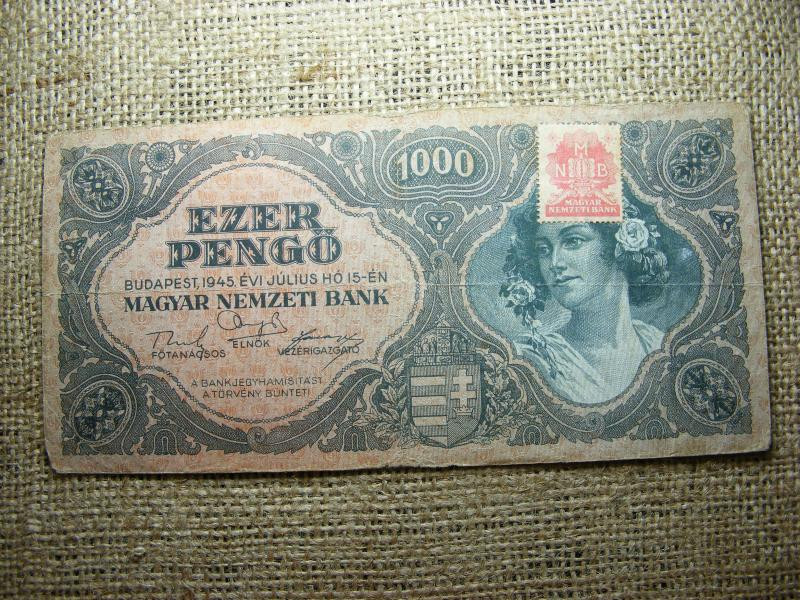 1000
EZER
PENGŐ
BUDAPEST, 1945. ÉVI JÚLIUS HÓ 15-ÉN
MAGYAR NEMZETI BANK
FŐTANÁCSOS
ELNÖK
VEZÉRIGAZGATÓ
A BANKJEGYHAMISÍTÁST
A TÖRVÉNY BÜNTETI
M
N B
MAGYAR
NEMZETI BANK